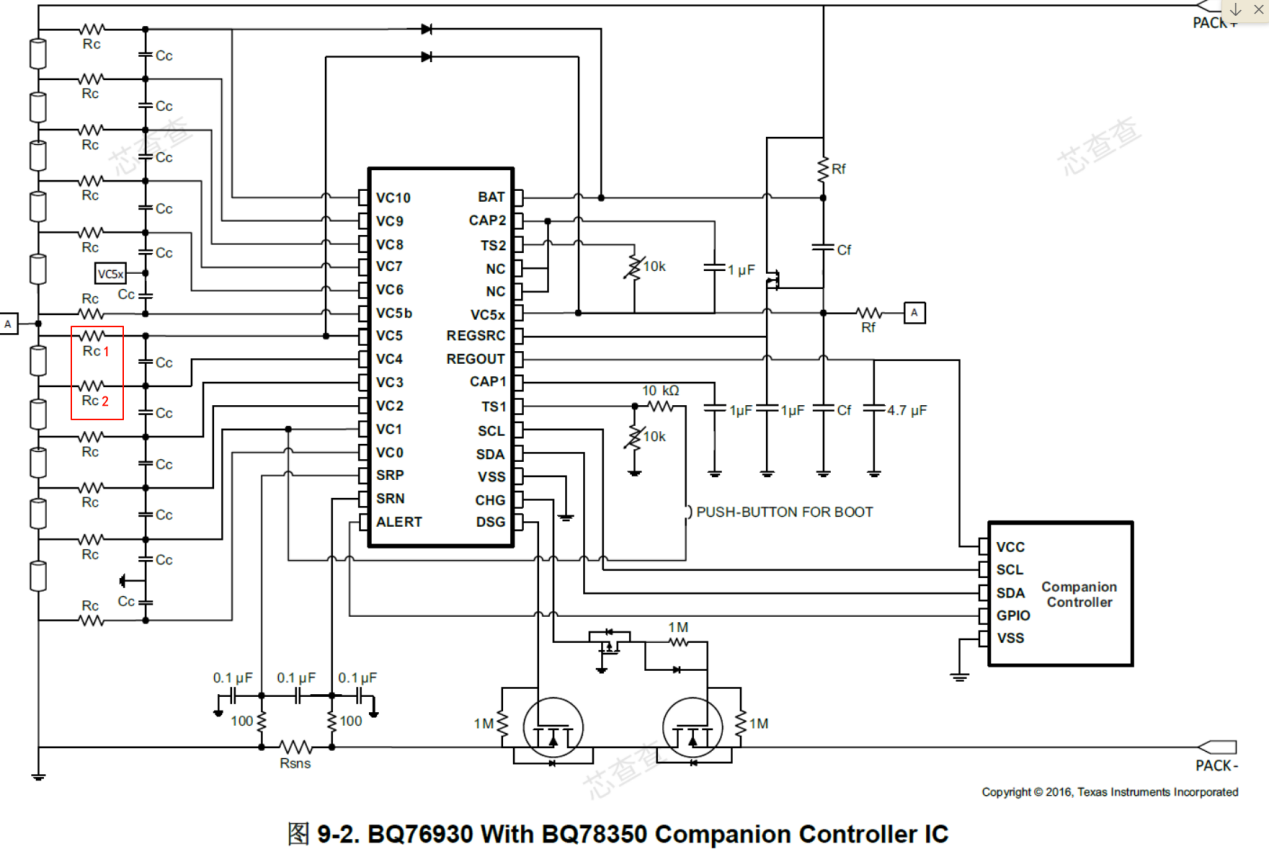 PACK+
Rc
Cc
Rc
Cc
Rc
Cc
Rc
Cc
Rc
Cc
VC5x
Cc
Rc
A
Rc 1
Cc
Rc 2
Cc
Rc
Cc
Rc
Cc
Rc
Cc
Cc
Rc
VC10
VC9
VC8
VC7
VC6
VC5b
VC5
VC4
VC3
VC2
VC1
VC0
SRP
SRN
ALERT
BAT
CAP2
TS2
NC
NC
VC5x
REGSRC
REGOUT
CAP1
TS1
SCL
SDA
VSS
CHG
DSG
10k
1 µF
Rf
Cf
Rf
A
10 kΩ
10k
1µF
1µF
Cf
4.7 µF
PUSH-BUTTON FOR BOOT
VCC
SCL
SDA
GPIO
VSS
Companion
Controller
1M
0.1 µF
0.1 µF
0.1 µF
100
100
Rsns
1M
1M
PACK-
芯查查
芯查查
芯查查
Copyright © 2016, Texas Instruments Incorporated
图 9-2. BQ76930 With BQ78350 Companion Controller IC